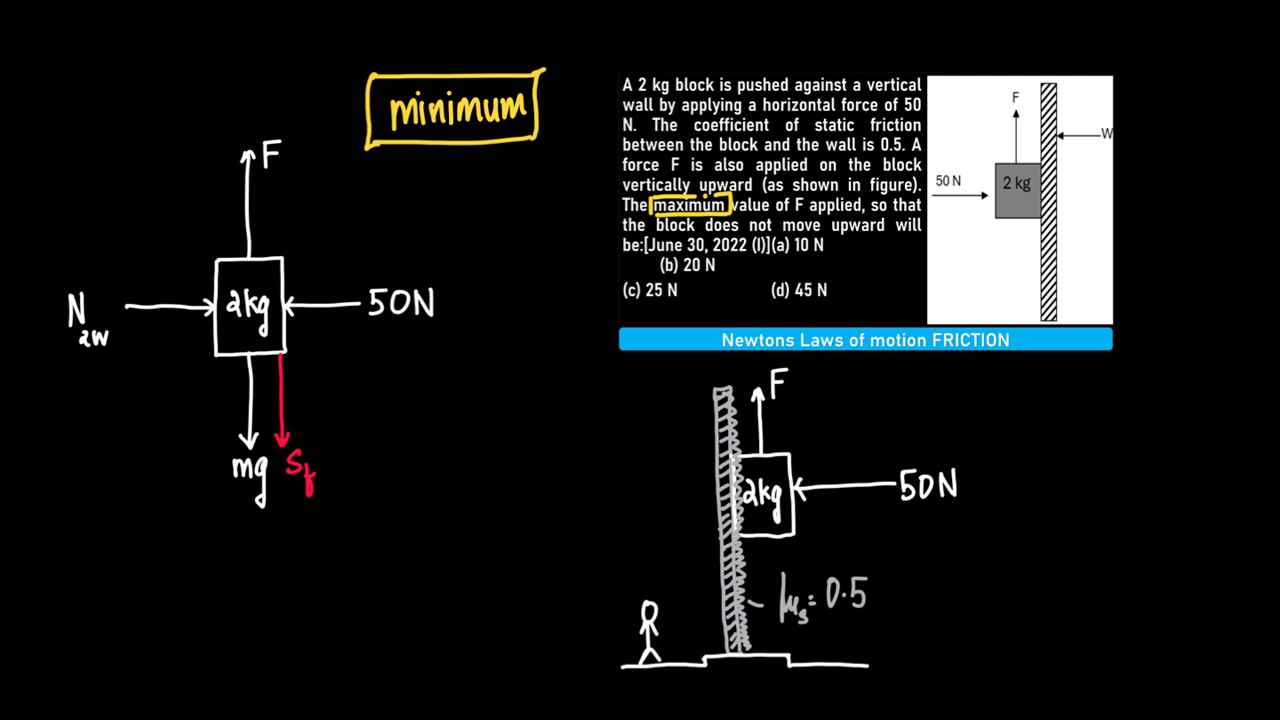 minimum
F
2kg
N
2w
50N
mg
Sf
A 2 kg block is pushed against a vertical
wall by applying a horizontal force of 50
N. The coefficient of static friction
between the block and the wall is 0.5. A
force F is also applied on the block
vertically upward (as shown in figure).
The maximum value of F applied, so that
the block does not move upward will
be:[June 30, 2022 (I)](a) 10 N
(b) 20 N
(c) 25 N (d) 45 N
F
W
50 N
2 kg
Newtons Laws of motion FRICTION
F
2kg
50N
μs = 0.5